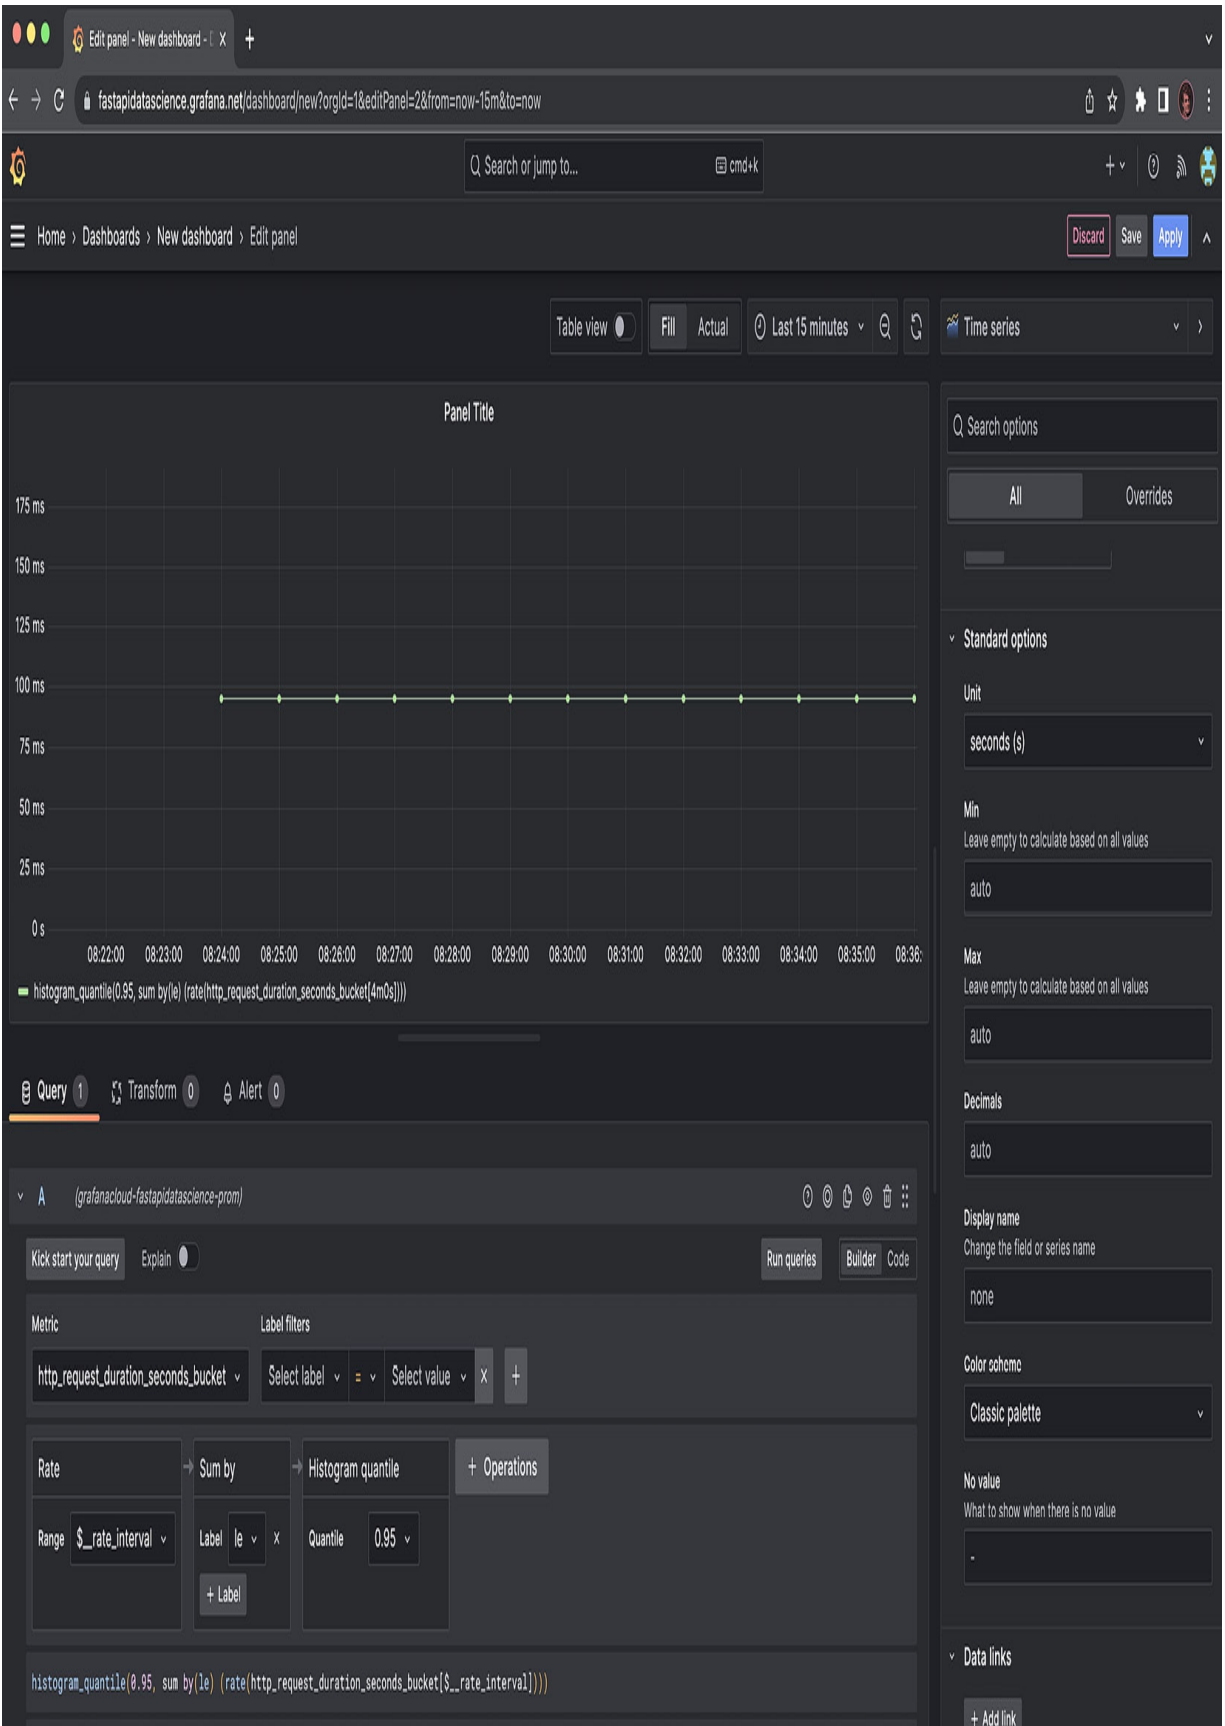 Edit panel - New dashboard - D
fastapidatascience.grafana.net/dashboard/new?orgId=1&editPanel=2&from=now-15m&to=now
Search or jump to... cmd+k
Home › Dashboards › New dashboard › Edit panel Discard Save Apply
Table view Fill Actual Last 15 minutes Time series
Panel Title
Search options
All Overrides
175 ms
150 ms
125 ms
100 ms
75 ms
50 ms
25 ms
0 s
08:22:00 08:23:00 08:24:00 08:25:00 08:26:00 08:27:00 08:28:00 08:29:00 08:30:00 08:31:00 08:32:00 08:33:00 08:34:00 08:35:00 08:36:
histogram_quantile(0.95, sum by(le) (rate(http_request_duration_seconds_bucket[4m0s])))
Standard options
Unit
seconds (s)
Min
Leave empty to calculate based on all values
auto
Max
Leave empty to calculate based on all values
auto
Decimals
auto
Display name
Change the field or series name
none
Color scheme
Classic palette
No value
What to show when there is no value
-
Data links
+ Add link
Query 1 Transform 0 Alert 0
A (grafanacloud-fastapidatascience-prom)
Kick start your query Explain Run queries Builder Code
Metric Label filters
http_request_duration_seconds_bucket Select label = Select value x +
Rate Sum by Histogram quantile + Operations
Range $__rate_interval Label le x Quantile 0.95
+ Label
histogram_quantile(0.95, sum by(le) (rate(http_request_duration_seconds_bucket[$__rate_interval])))